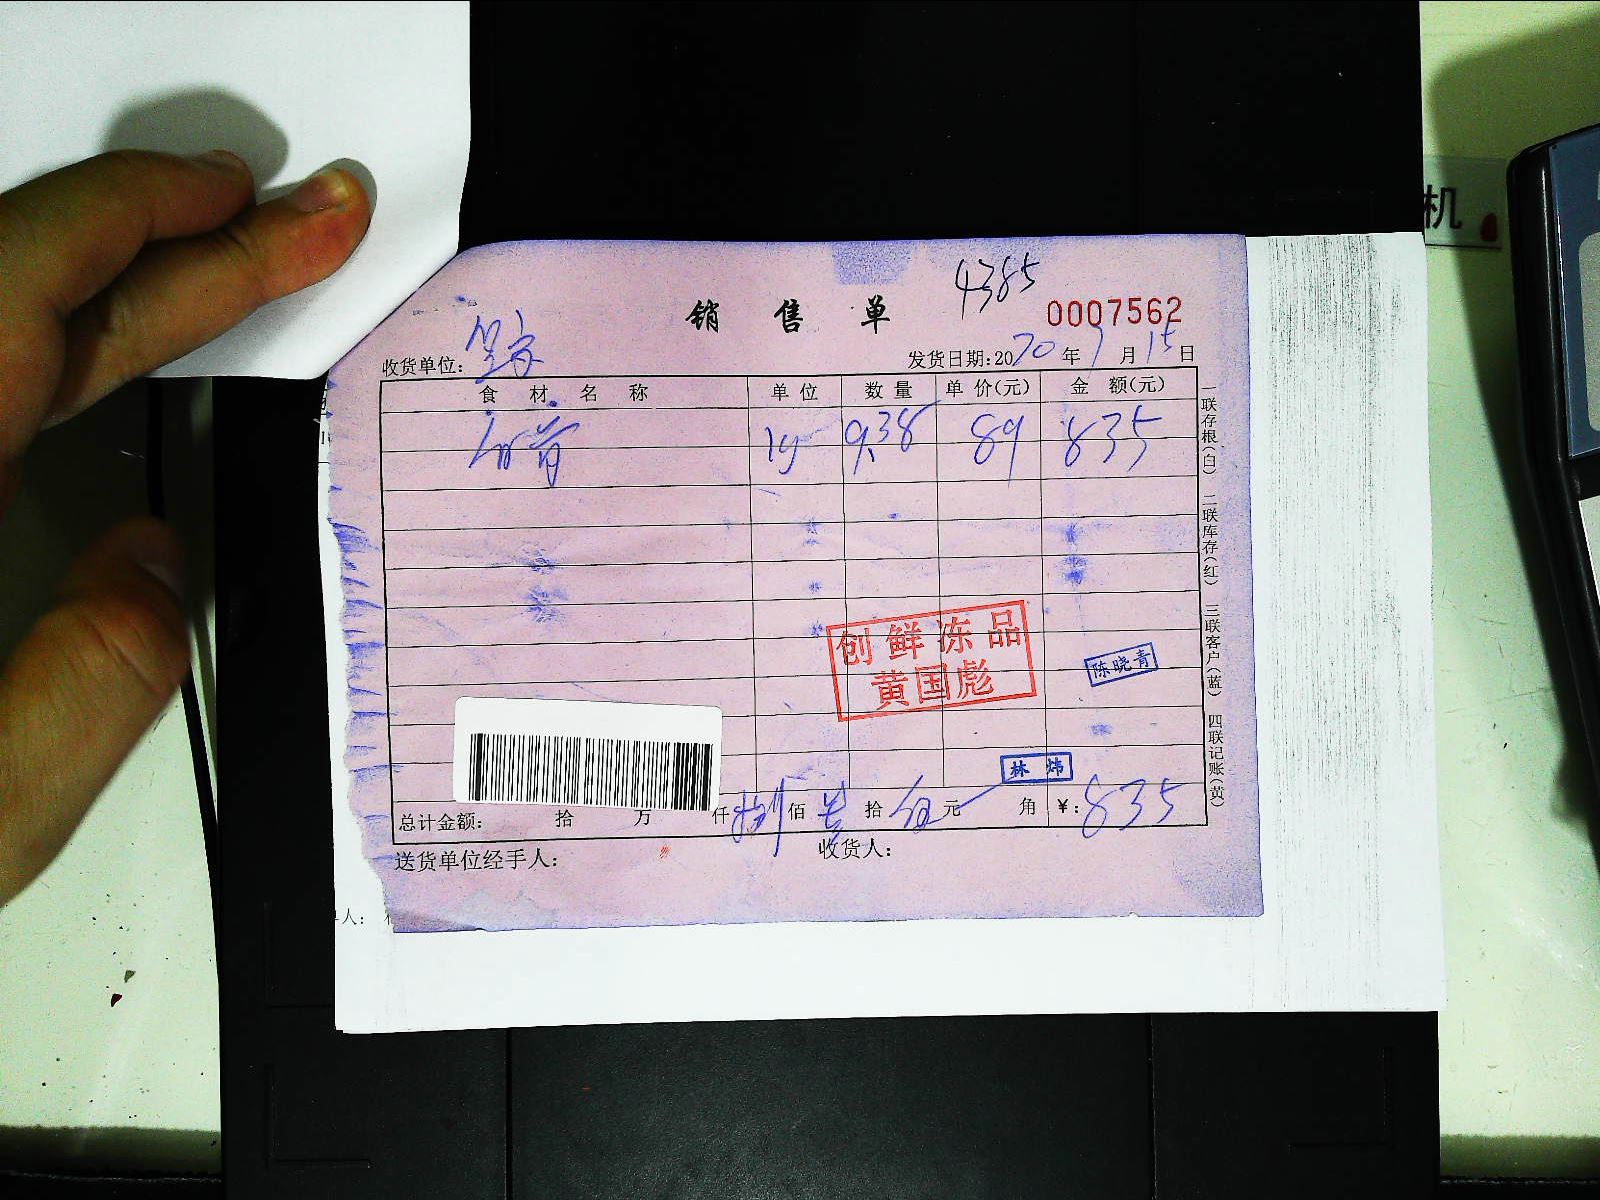 机
4385
销售单 0007562
收货单位: 发货日期:2020年7月15日
食材名称 单位 数量 单价(元) 金额(元)
9.38 89 835
创鲜冻品
黄国彪
陈晓青
林炜
总计金额: 拾 万 仟 捌佰 叁拾 伍元 角 ¥:835
送货单位经手人: 收货人:
一联存根(白) 二联库存(红) 三联客户(蓝) 四联记账(黄)
人: